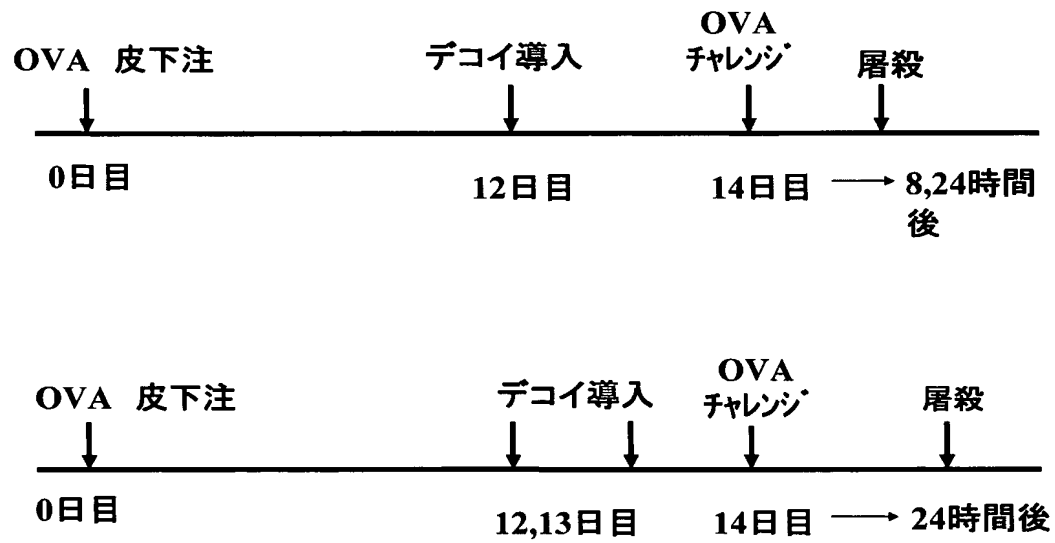 OVA 皮下注
デコイ導入
OVA
チャレンジ
屠殺
0日目
12日目
14日目
8,24時間
後
OVA 皮下注
デコイ導入
OVA
チャレンジ
屠殺
0日目
12,13日目
14日目
24時間後